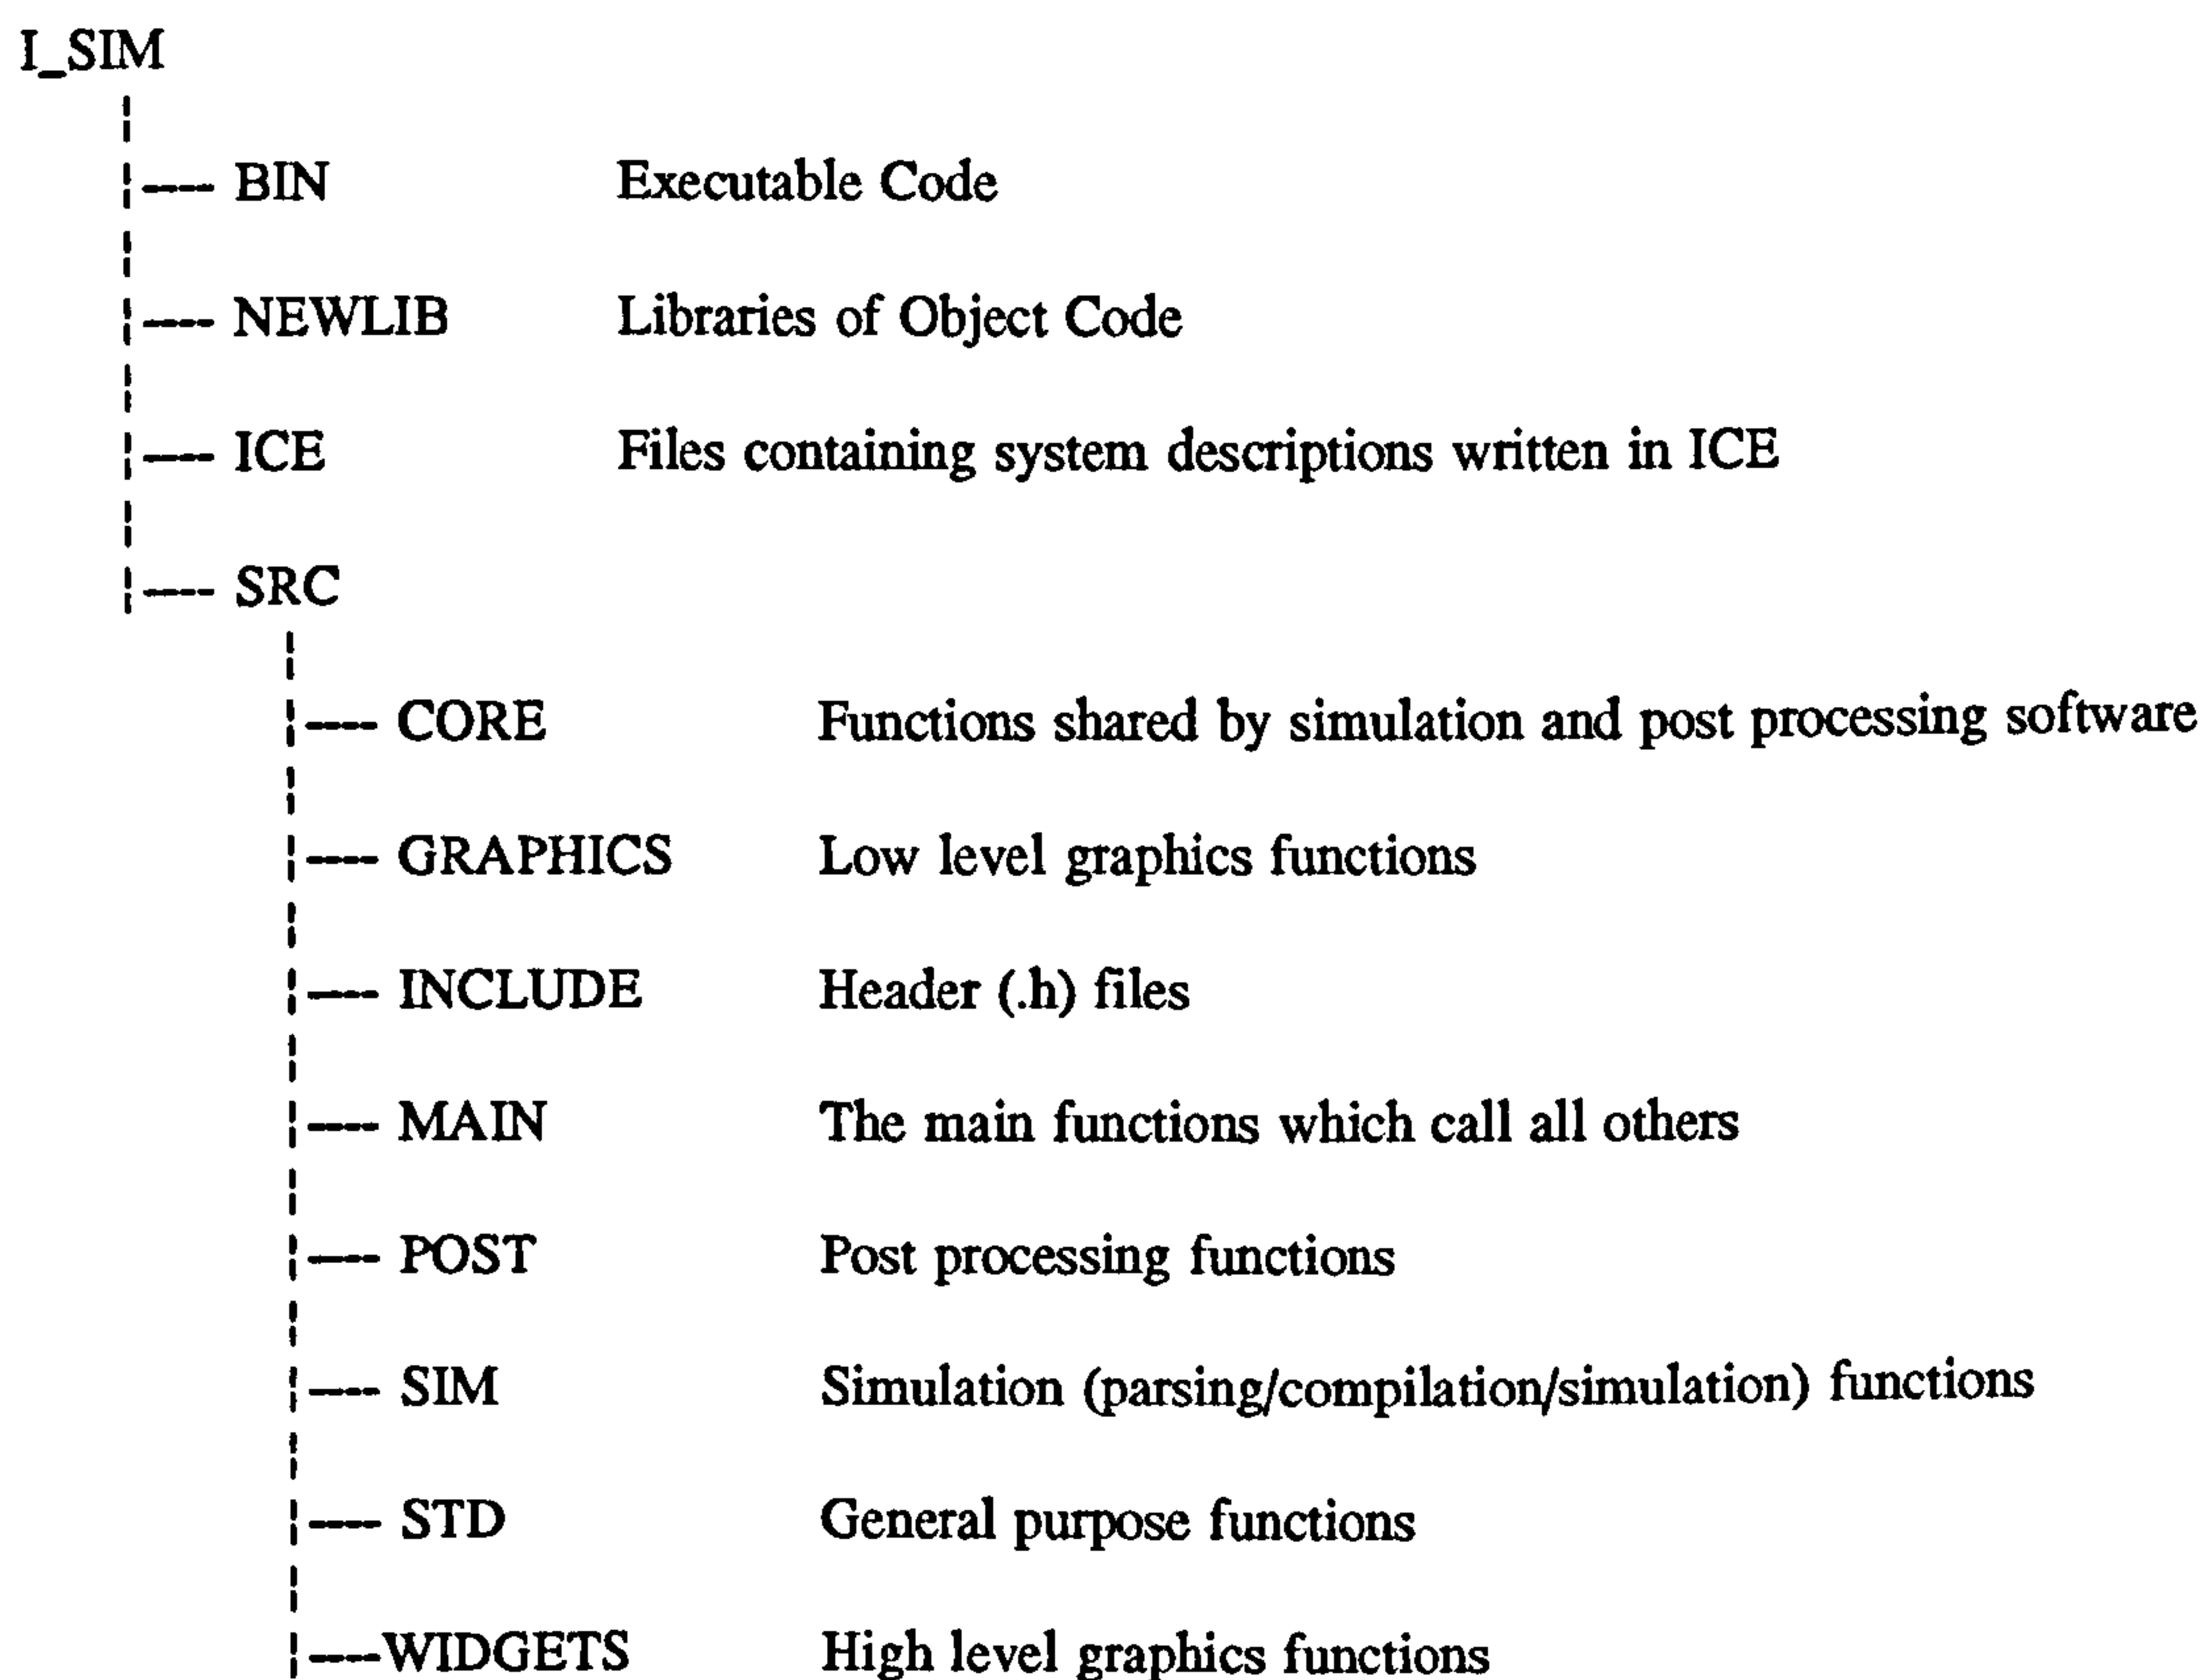 I_SIM
BIN Executable Code
NEWLIB Libraries of Object Code
ICE Files containing system descriptions written in ICE
SRC
CORE Functions shared by simulation and post processing software
GRAPHICS Low level graphics functions
INCLUDE Header (.h) files
MAIN The main functions which call all others
POST Post processing functions
SIM Simulation (parsing/compilation/simulation) functions
STD General purpose functions
WIDGETS High level graphics functions